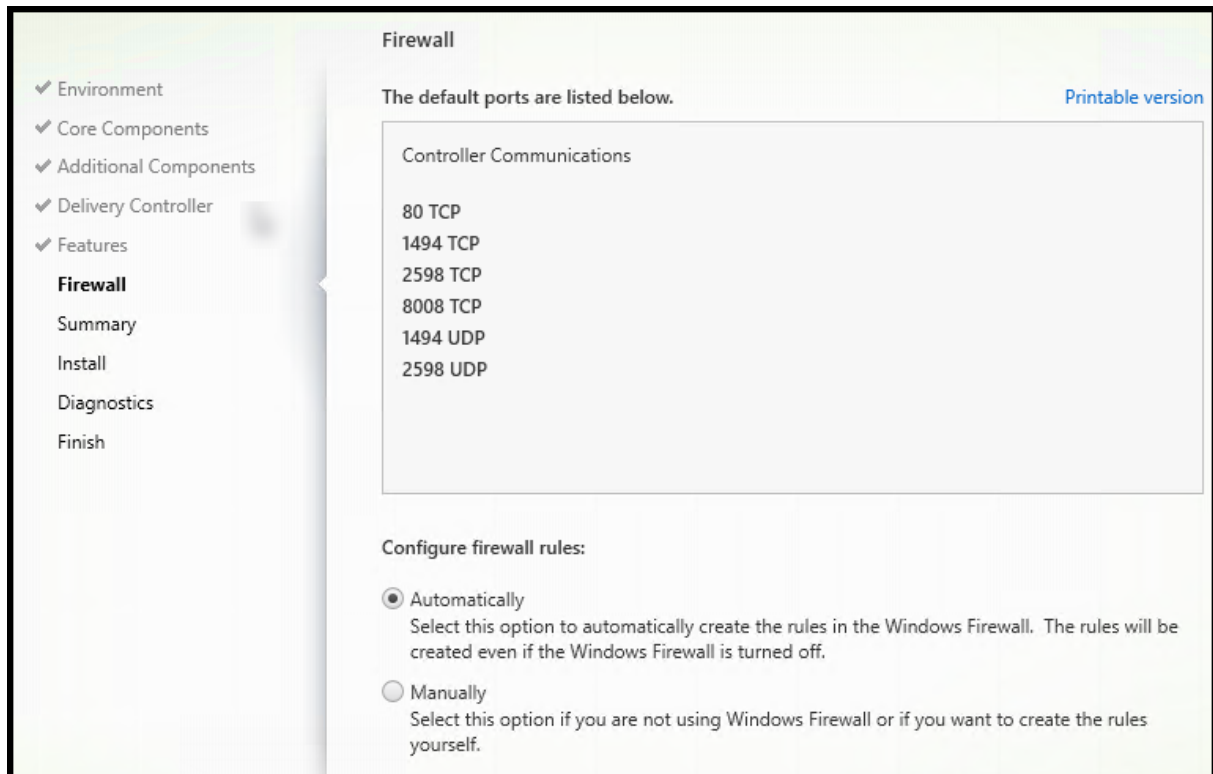 Environment
Core Components
Additional Components
Delivery Controller
Features
Firewall
Summary
Install
Diagnostics
Finish
Firewall
The default ports are listed below.
Printable version
Controller Communications
80 TCP
1494 TCP
2598 TCP
8008 TCP
1494 UDP
2598 UDP
Configure firewall rules:
Automatically
Select this option to automatically create the rules in the Windows Firewall. The rules will be
created even if the Windows Firewall is turned off.
Manually
Select this option if you are not using Windows Firewall or if you want to create the rules
yourself.